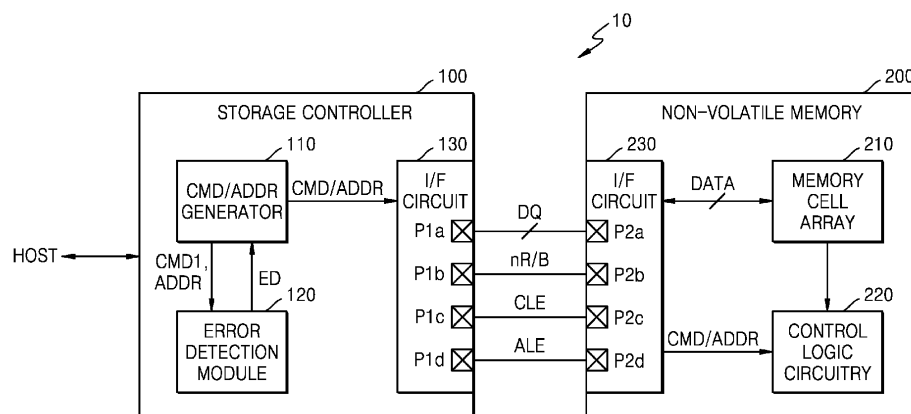 10
100
200
STORAGE CONTROLLER
NON-VOLATILE MEMORY
110
130
230
210
CMD/ADDR
GENERATOR
CMD/ADDR
I/F
CIRCUIT
I/F
CIRCUIT
DATA
MEMORY
CELL
ARRAY
P1a
DQ
P2a
HOST
CMD1,
ADDR
ED
P1b
nR/B
P2b
120
220
ERROR
DETECTION
MODULE
P1c
CLE
P2c
CONTROL
LOGIC
CIRCUITRY
P1d
ALE
P2d
CMD/ADDR